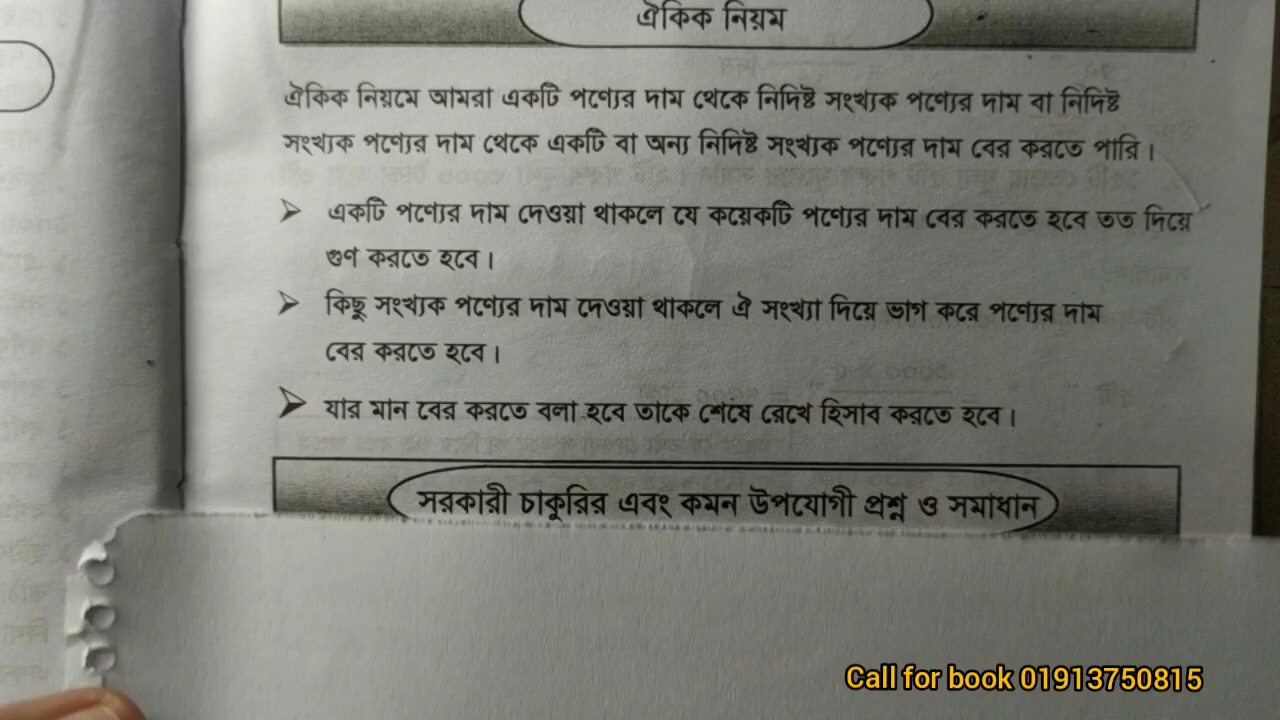 ঐকিক নিয়ম
ঐকিক নিয়মে আমরা একটি পণ্যের দাম থেকে নির্দিষ্ট সংখ্যক পণ্যের দাম বা নির্দিষ্ট
সংখ্যক পণ্যের দাম থেকে একটি বা অন্য নির্দিষ্ট সংখ্যক পণ্যের দাম বের করতে পারি।
➢ একটি পণ্যের দাম দেওয়া থাকলে যে কয়েকটি পণ্যের দাম বের করতে হবে তত দিয়ে
গুণ করতে হবে।
➢ কিছু সংখ্যক পণ্যের দাম দেওয়া থাকলে ঐ সংখ্যা দিয়ে ভাগ করে পণ্যের দাম
বের করতে হবে।
➢ যার মান বের করতে বলা হবে তাকে শেষে রেখে হিসাব করতে হবে।
সরকারী চাকুরির এবং কমন উপযোগী প্রশ্ন ও সমাধান
Call for book 01913750815